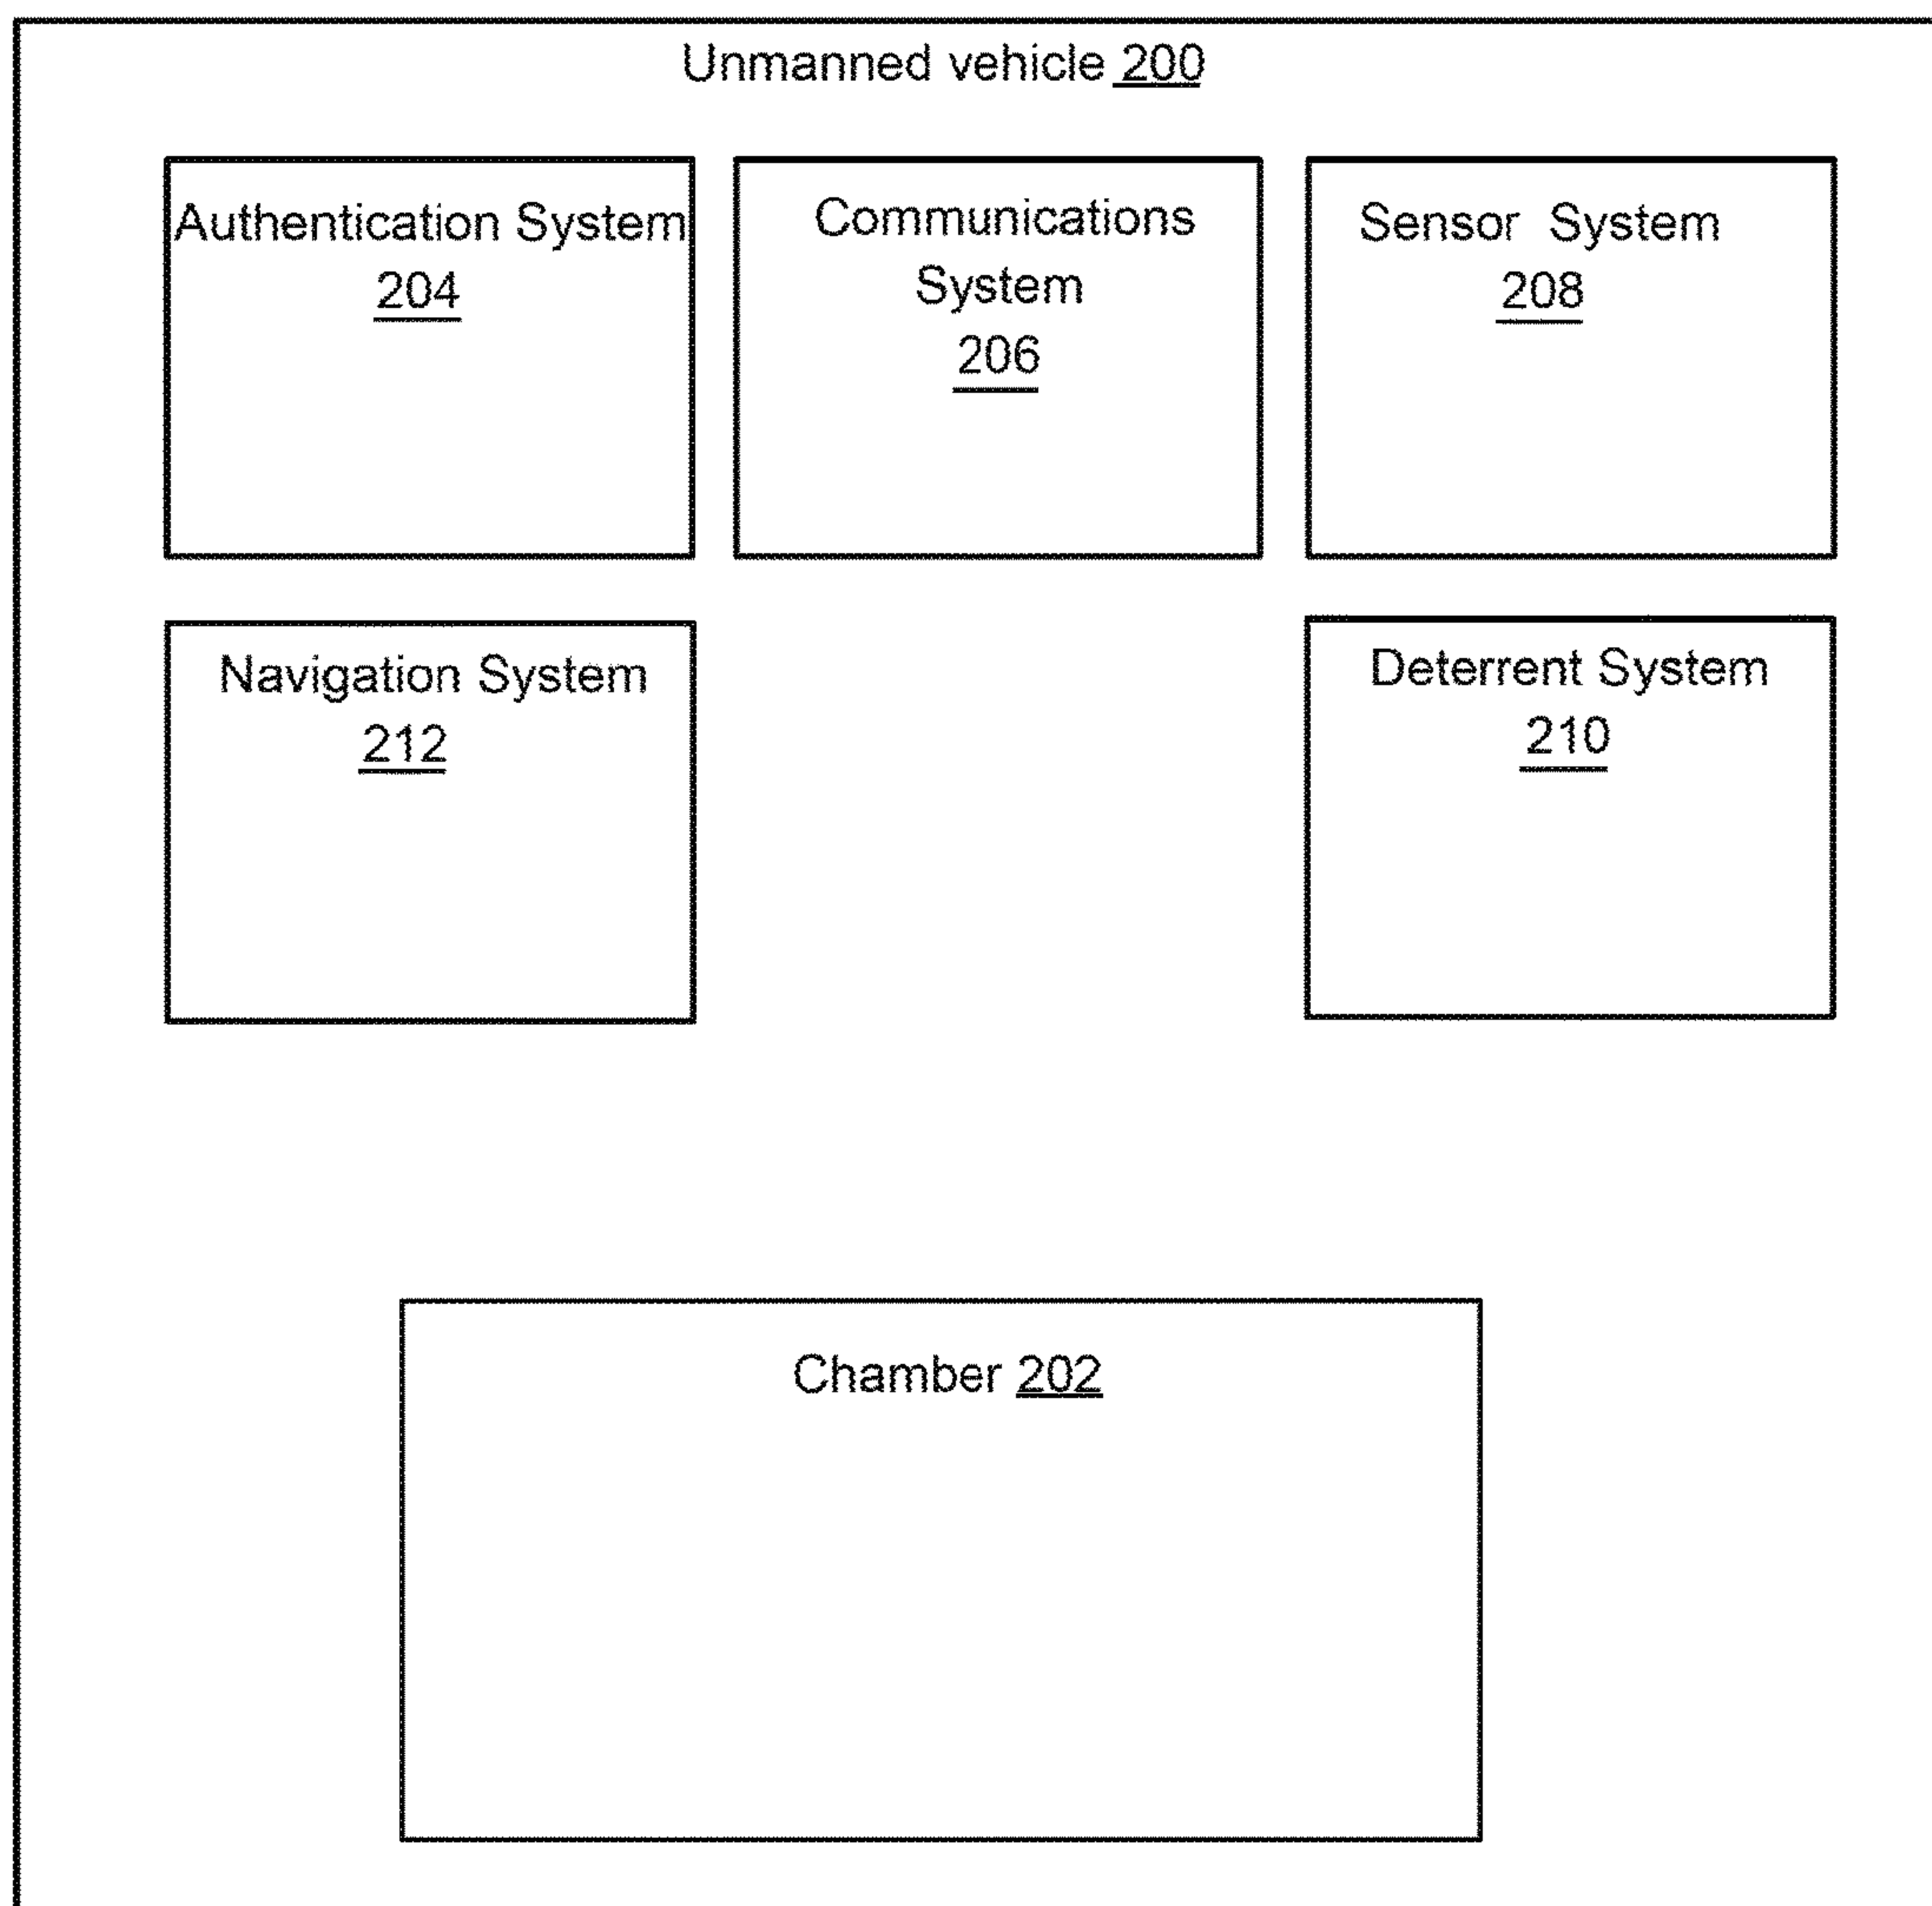 Unmanned vehicle 200
Authentication System
204
Communications
System
206
Sensor System
208
Navigation System
212
Deterrent System
210
Chamber 202